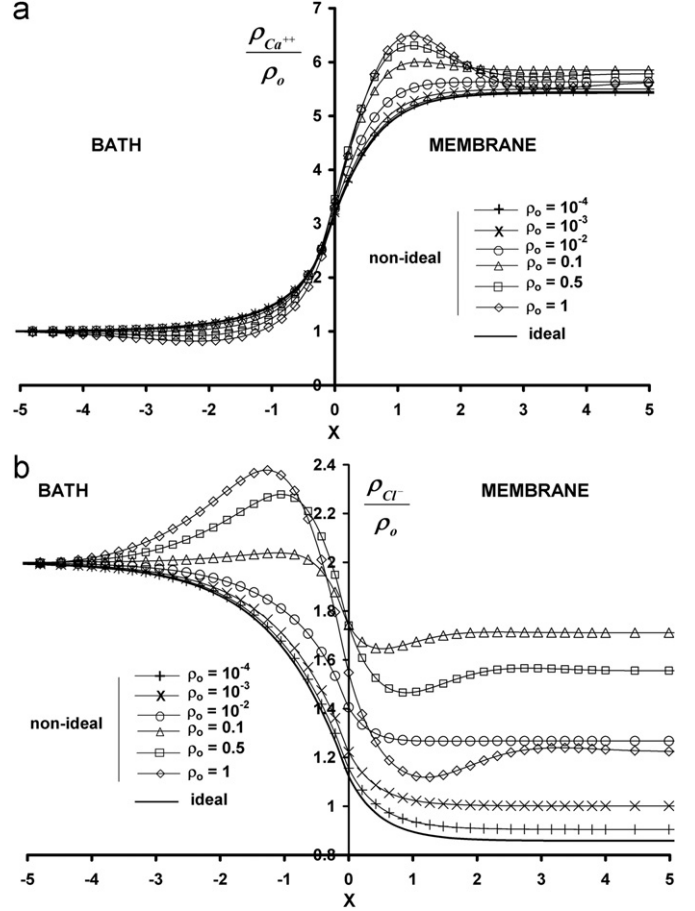 a
7
6
5
4
3
2
1
0
ρCa++
ρo
BATH
MEMBRANE
non-ideal
ρo = 10-4
ρo = 10-3
ρo = 10-2
ρo = 0.1
ρo = 0.5
ρo = 1
ideal
-5 -4 -3 -2 -1 0 1 2 3 4 5
X
b
BATH
2.4
2.2
2
1.8
1.6
1.4
1.2
1
0.8
ρCl-
ρo
MEMBRANE
non-ideal
ρo = 10-4
ρo = 10-3
ρo = 10-2
ρo = 0.1
ρo = 0.5
ρo = 1
ideal
-5 -4 -3 -2 -1 0 1 2 3 4 5
X